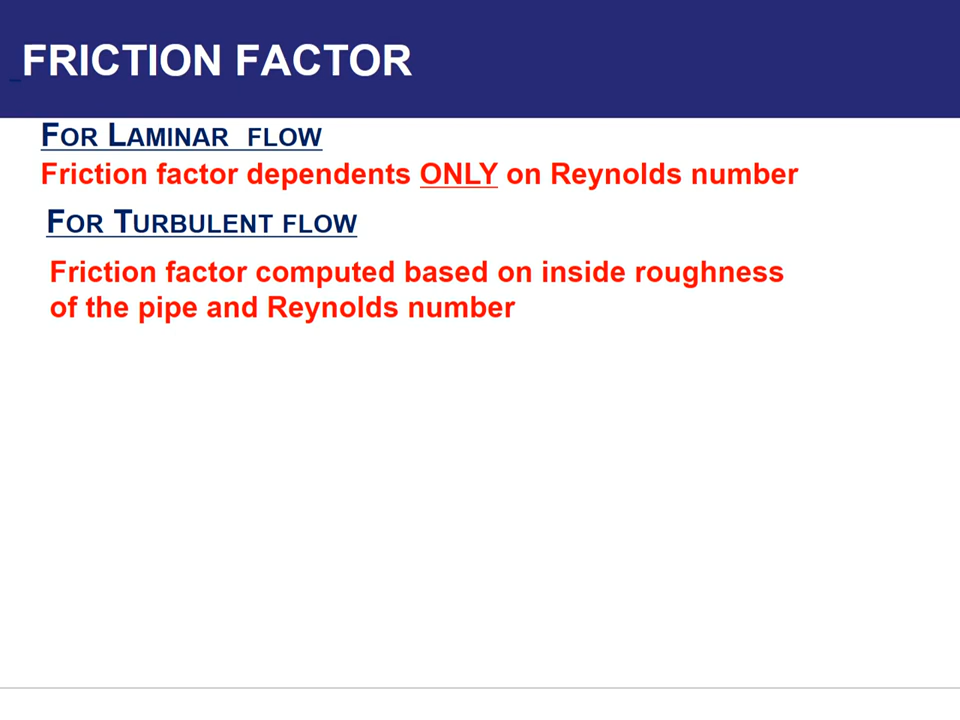 FRICTION FACTOR
FOR LAMINAR FLOW
Friction factor dependents ONLY on Reynolds number
FOR TURBULENT FLOW
Friction factor computed based on inside roughness
of the pipe and Reynolds number